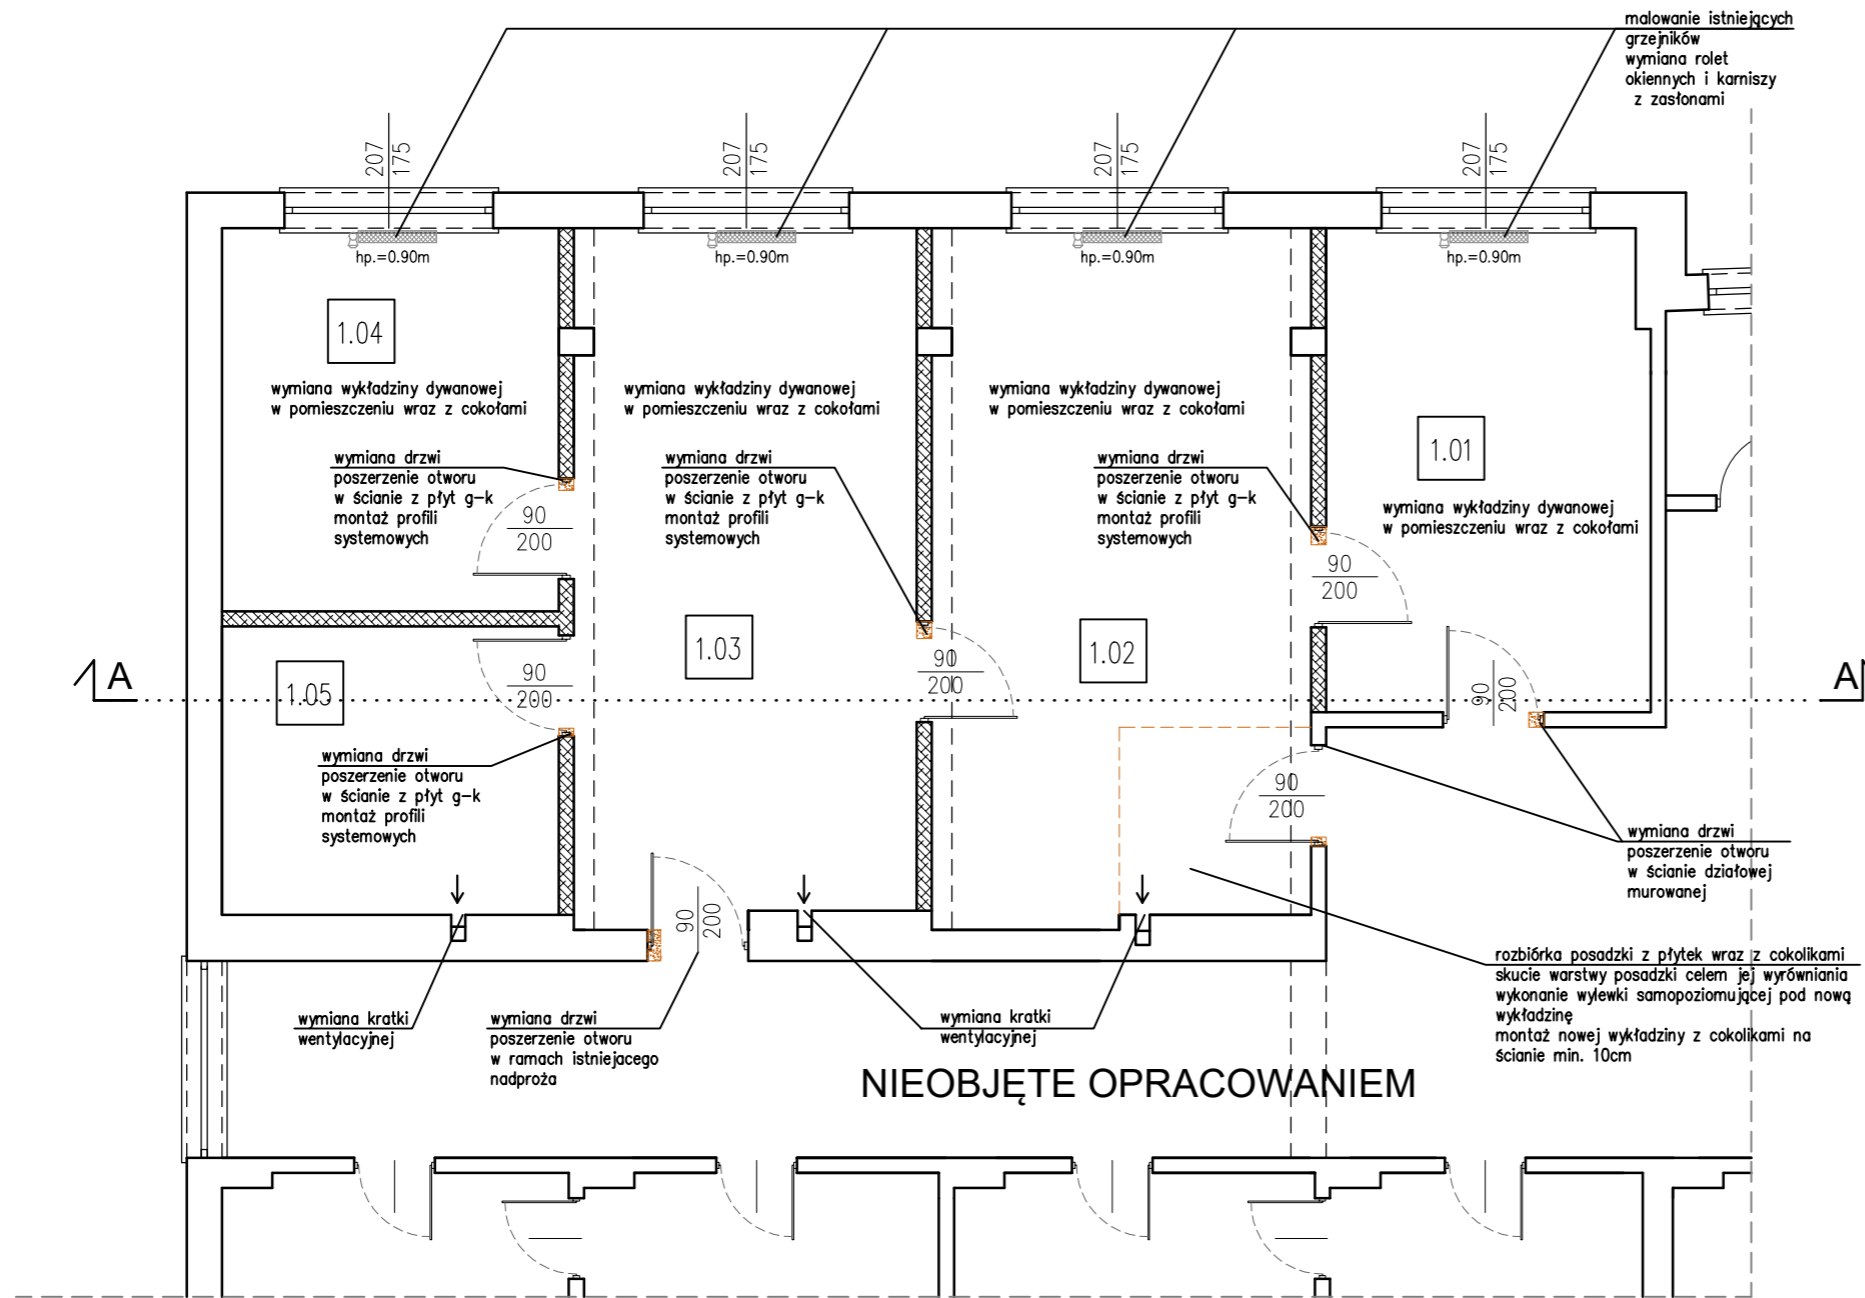 malowanie istniejących
grzejników
wymiana rolet
okiennych i karniszy
z zasłonami
207
175
207
175
207
175
207
175
hp.=0.90m
hp.=0.90m
hp.=0.90m
hp.=0.90m
1.04
wymiana wykładziny dywanowej
w pomieszczeniu wraz z cokołami
wymiana wykładziny dywanowej
w pomieszczeniu wraz z cokołami
wymiana wykładziny dywanowej
w pomieszczeniu wraz z cokołami
1.01
wymiana wykładziny dywanowej
w pomieszczeniu wraz z cokołami
wymiana drzwi
poszerzenie otworu
w ścianie z płyt g-k
montaż profili
systemowych
wymiana drzwi
poszerzenie otworu
w ścianie z płyt g-k
montaż profili
systemowych
wymiana drzwi
poszerzenie otworu
w ścianie z płyt g-k
montaż profili
systemowych
90
200
90
200
1.03
1.02
90
200
90
200
1.05
90
200
A
A
wymiana drzwi
poszerzenie otworu
w ścianie z płyt g-k
montaż profili
systemowych
90
200
wymiana drzwi
poszerzenie otworu
w ścianie działowej
murowanej
90
200
rozbiórka posadzki z płytek wraz z cokolikami
skucie warstwy posadzki celem jej wyrówniania
wykonanie wylewki samopoziomującej pod nową
wykładzinę
montaż nowej wykładziny z cokolikami na
ścianie min. 10cm
wymiana kratki
wentylacyjnej
wymiana drzwi
poszerzenie otworu
w ramach istniejacego
nadproża
wymiana kratki
wentylacyjnej
NIEOBJĘTE OPRACOWANIEM